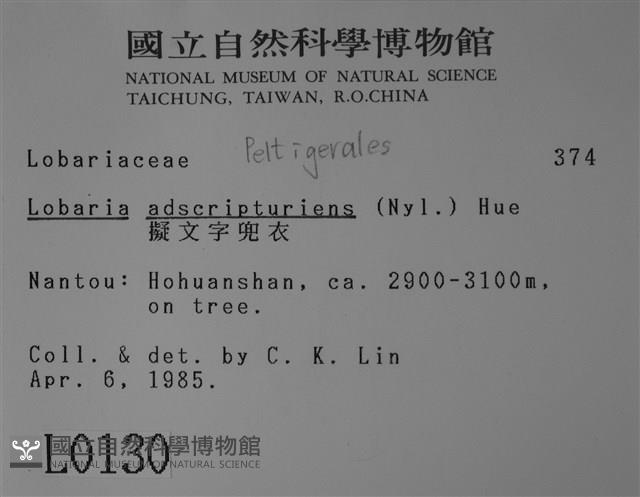 國立自然科學博物館
NATIONAL MUSEUM OF NATURAL SCIENCE
TAICHUNG, TAIWAN, R.O.CHINA
Lobariaceae Peltigerales 374
Lobaria adscripturiens (Nyl.) Hue
擬文字兜衣
Nantou: Hohuanshan, ca. 2900-3100m,
on tree.
Coll. & det. by C. K. Lin
Apr. 6, 1985.
L0130
國立自然科學博物館
NATIONAL MUSEUM OF NATURAL SCIENCE